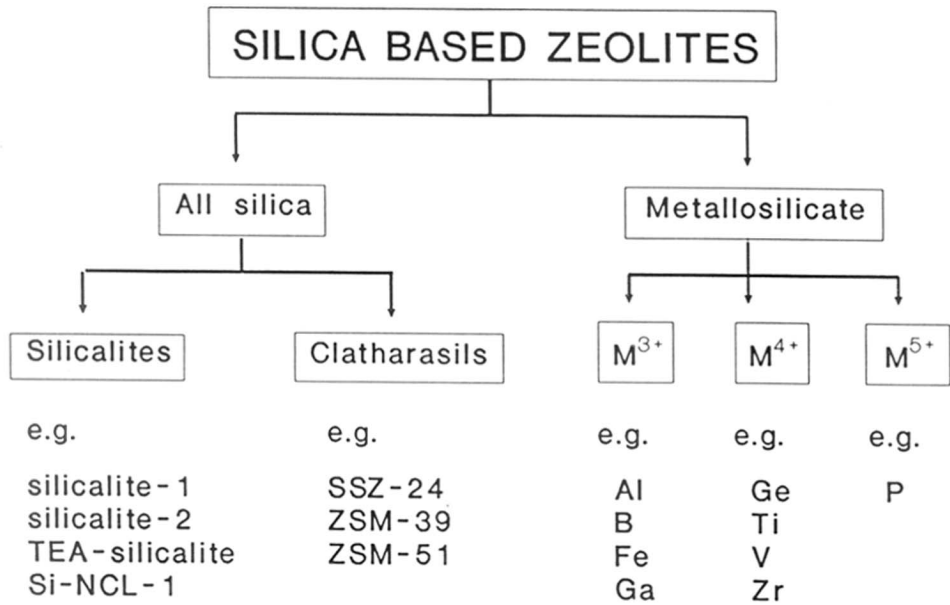 SILICA BASED ZEOLITES
All silica
Metallosilicate
Silicalites
Clatharasils
M³⁺
M⁴⁺
M⁵⁺
e.g.
silicalite-1
silicalite-2
TEA-silicalite
Si-NCL-1
e.g.
SSZ-24
ZSM-39
ZSM-51
e.g.
Al
B
Fe
Ga
e.g.
Ge
Ti
V
Zr
e.g.
P